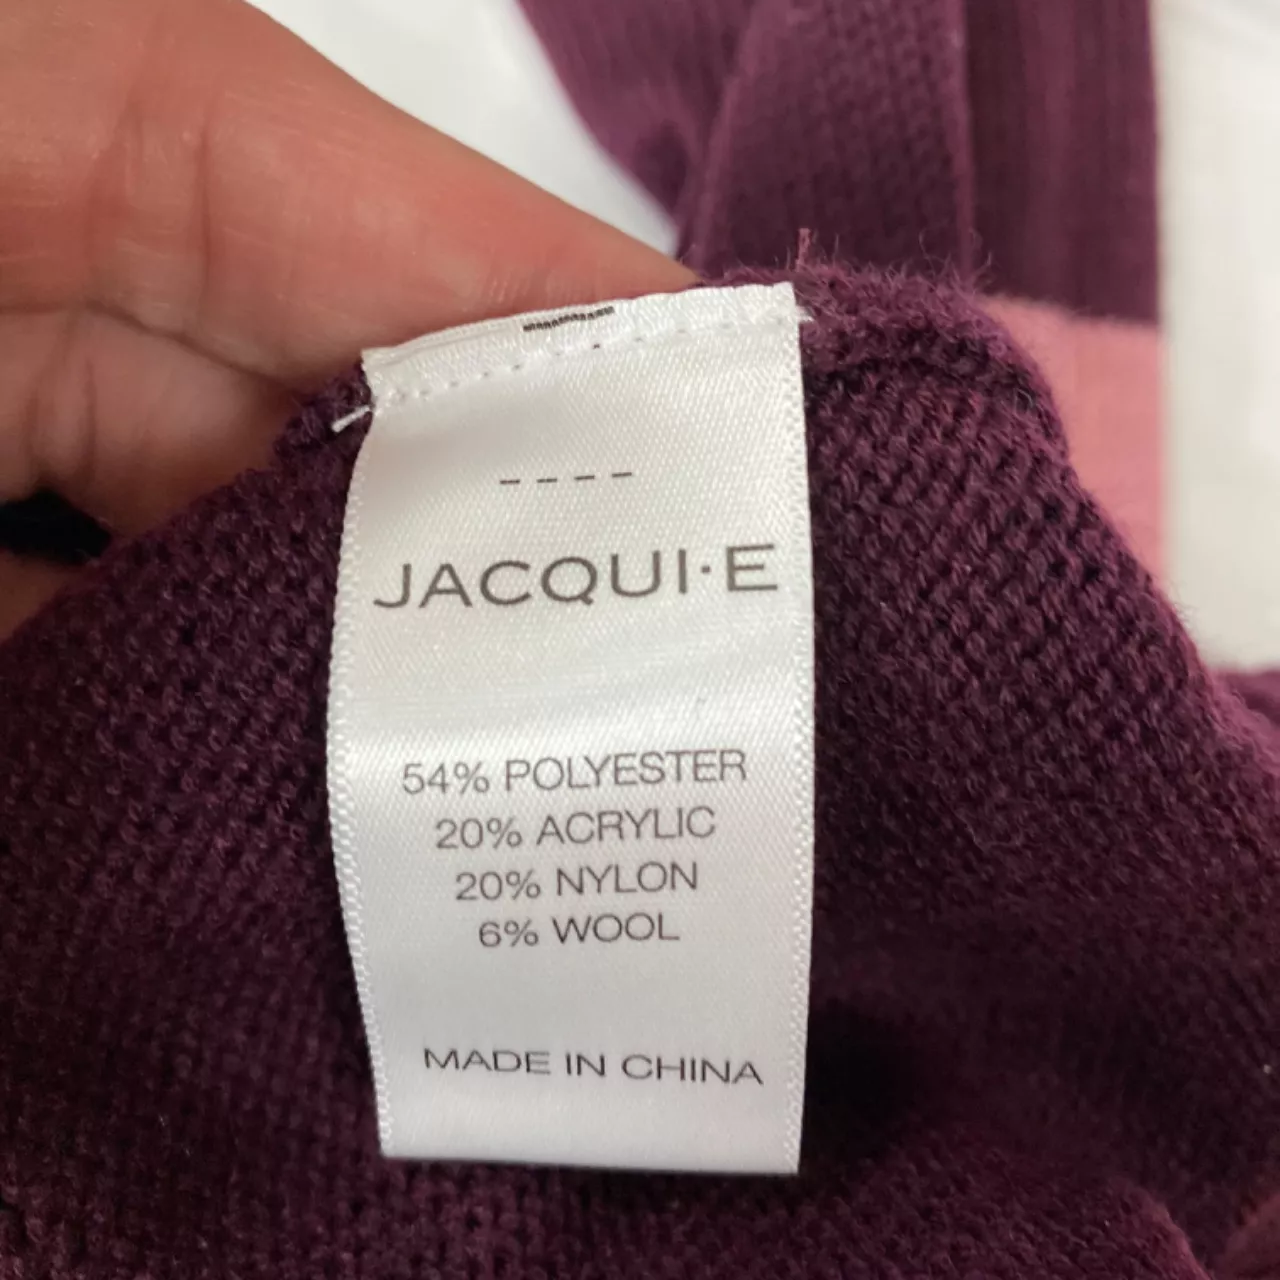 ----
JACQUI·E
54% POLYESTER
20% ACRYLIC
20% NYLON
6% WOOL
MADE IN CHINA